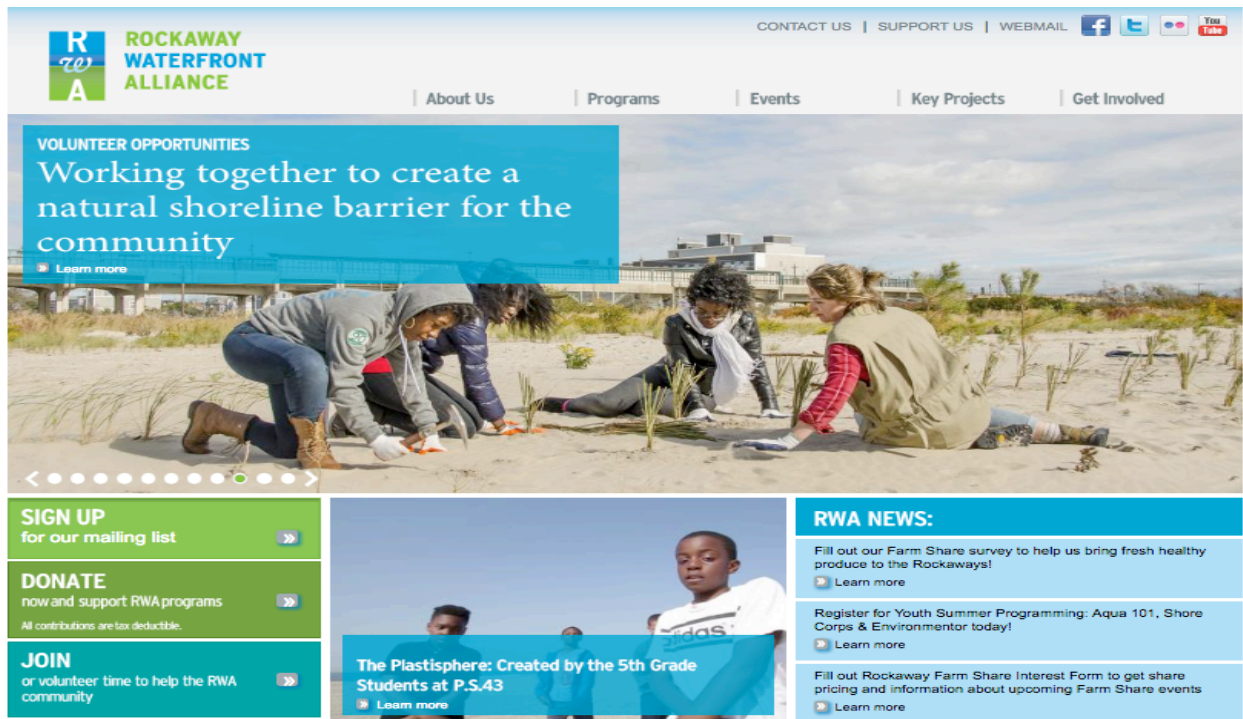 CONTACT US | SUPPORT US | WEBMAIL
f
t
You
Tube
R
W
A
ROCKAWAY
WATERFRONT
ALLIANCE
About Us
Programs
Events
Key Projects
Get Involved
VOLUNTEER OPPORTUNITIES
Working together to create a
natural shoreline barrier for the
community
Learn more
SIGN UP
for our mailing list
DONATE
now and support RWA programs
All contributions are tax deductible.
JOIN
or volunteer time to help the RWA
community
adidas
The Plastisphere: Created by the 5th Grade
Students at P.S.43
Learn more
RWA NEWS:
Fill out our Farm Share survey to help us bring fresh healthy
produce to the Rockaways!
Learn more
Register for Youth Summer Programming: Aqua 101, Shore
Corps & Environmentor today!
Learn more
Fill out Rockaway Farm Share Interest Form to get share
pricing and information about upcoming Farm Share events
Learn more